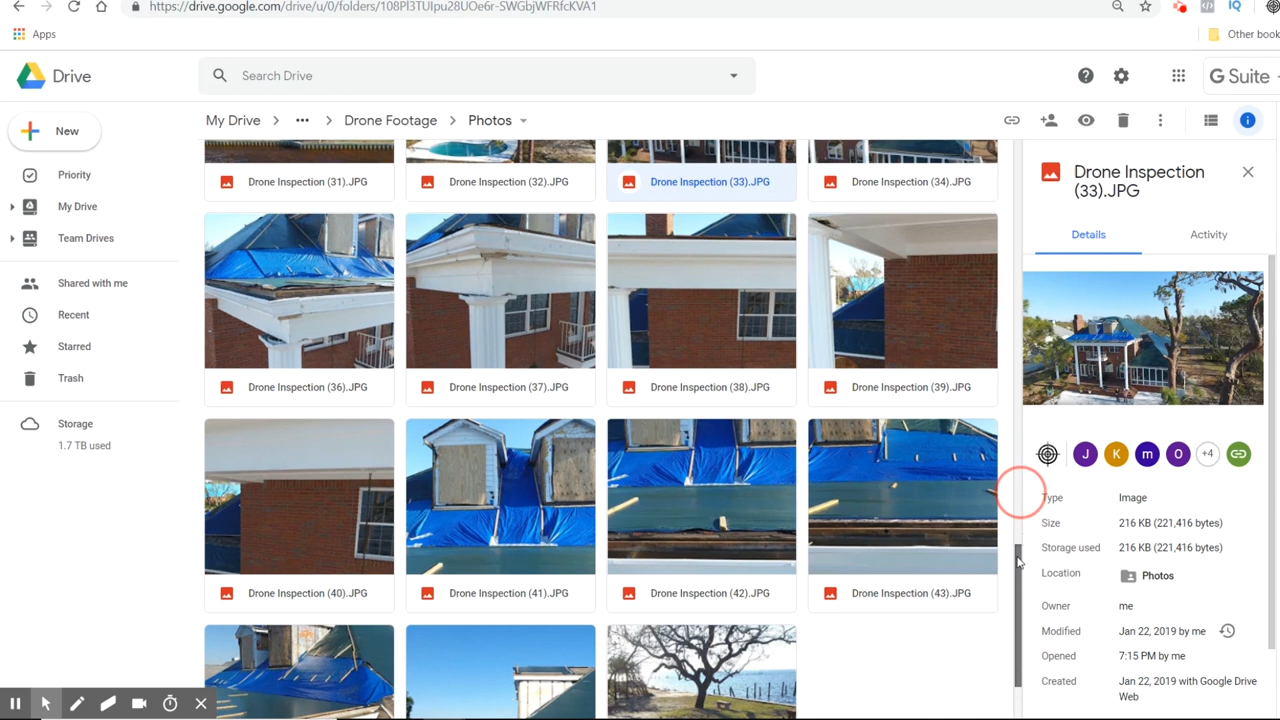 https://drive.google.com/drive/u/0/folders/108Pl3TUIpu28UOe6r-SWGbjWFRfcKVA1
Apps
Other book
Drive
Search Drive
G Suite
New
My Drive
Drone Footage
Photos
Priority
My Drive
Team Drives
Shared with me
Recent
Starred
Trash
Storage
1.7 TB used
Drone Inspection (31).JPG
Drone Inspection (32).JPG
Drone Inspection (33).JPG
Drone Inspection (34).JPG
Drone Inspection (36).JPG
Drone Inspection (37).JPG
Drone Inspection (38).JPG
Drone Inspection (39).JPG
Drone Inspection (40).JPG
Drone Inspection (41).JPG
Drone Inspection (42).JPG
Drone Inspection (43).JPG
Drone Inspection
(33).JPG
Details Activity
J K m O +4
Type Image
Size 216 KB (221,416 bytes)
Storage used 216 KB (221,416 bytes)
Location Photos
Owner me
Modified Jan 22, 2019 by me
Opened 7:15 PM by me
Created Jan 22, 2019 with Google Drive
Web